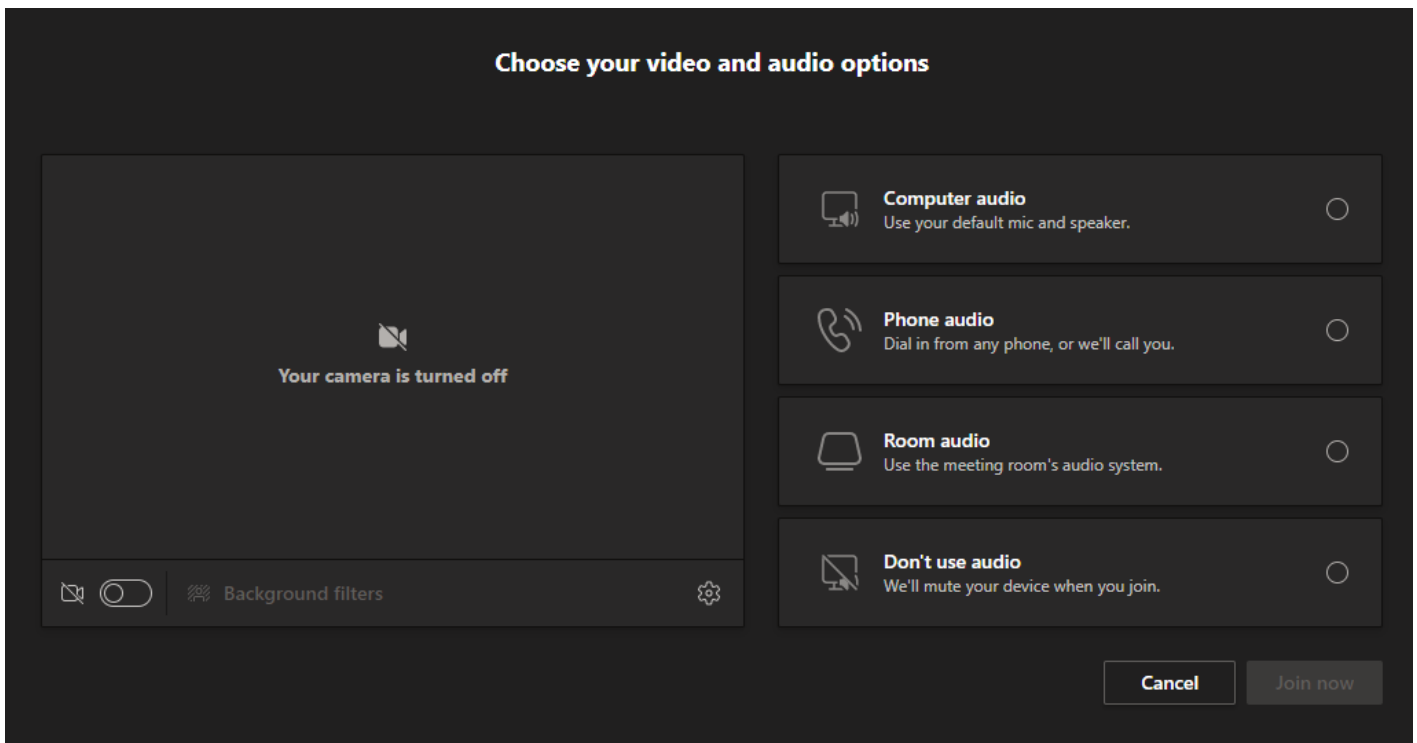 Choose your video and audio options
Your camera is turned off
Background filters
Computer audio
Use your default mic and speaker.
Phone audio
Dial in from any phone, or we'll call you.
Room audio
Use the meeting room's audio system.
Don't use audio
We'll mute your device when you join.
Cancel
Join now